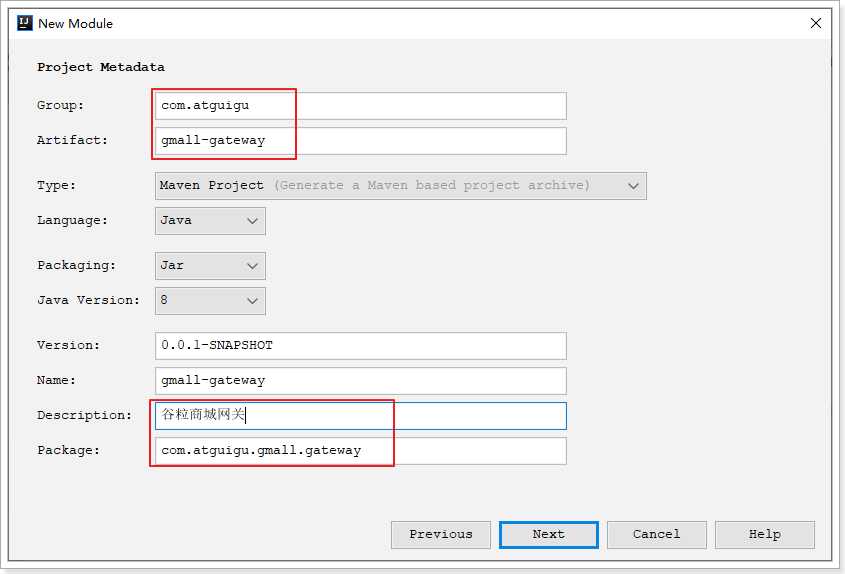 New Module
Project Metadata
Group: com.atguigu
Artifact: gmall-gateway
Type: Maven Project (Generate a Maven based project archive)
Language: Java
Packaging: Jar
Java Version: 8
Version: 0.0.1-SNAPSHOT
Name: gmall-gateway
Description: 谷粒商城网关
Package: com.atguigu.gmall.gateway
Previous Next Cancel Help